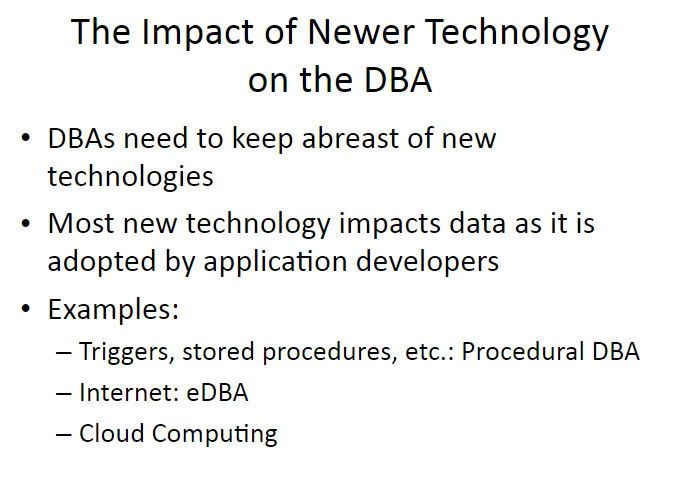 The Impact of Newer Technology
on the DBA
• DBAs need to keep abreast of new
technologies
• Most new technology impacts data as it is
adopted by application developers
• Examples:
– Triggers, stored procedures, etc.: Procedural DBA
– Internet: eDBA
– Cloud Computing